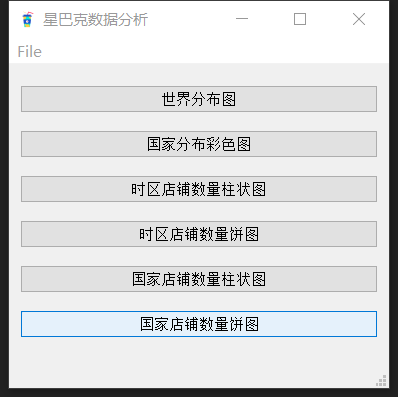 星巴克数据分析
File
世界分布图
国家分布彩色图
时区店铺数量柱状图
时区店铺数量饼图
国家店铺数量柱状图
国家店铺数量饼图